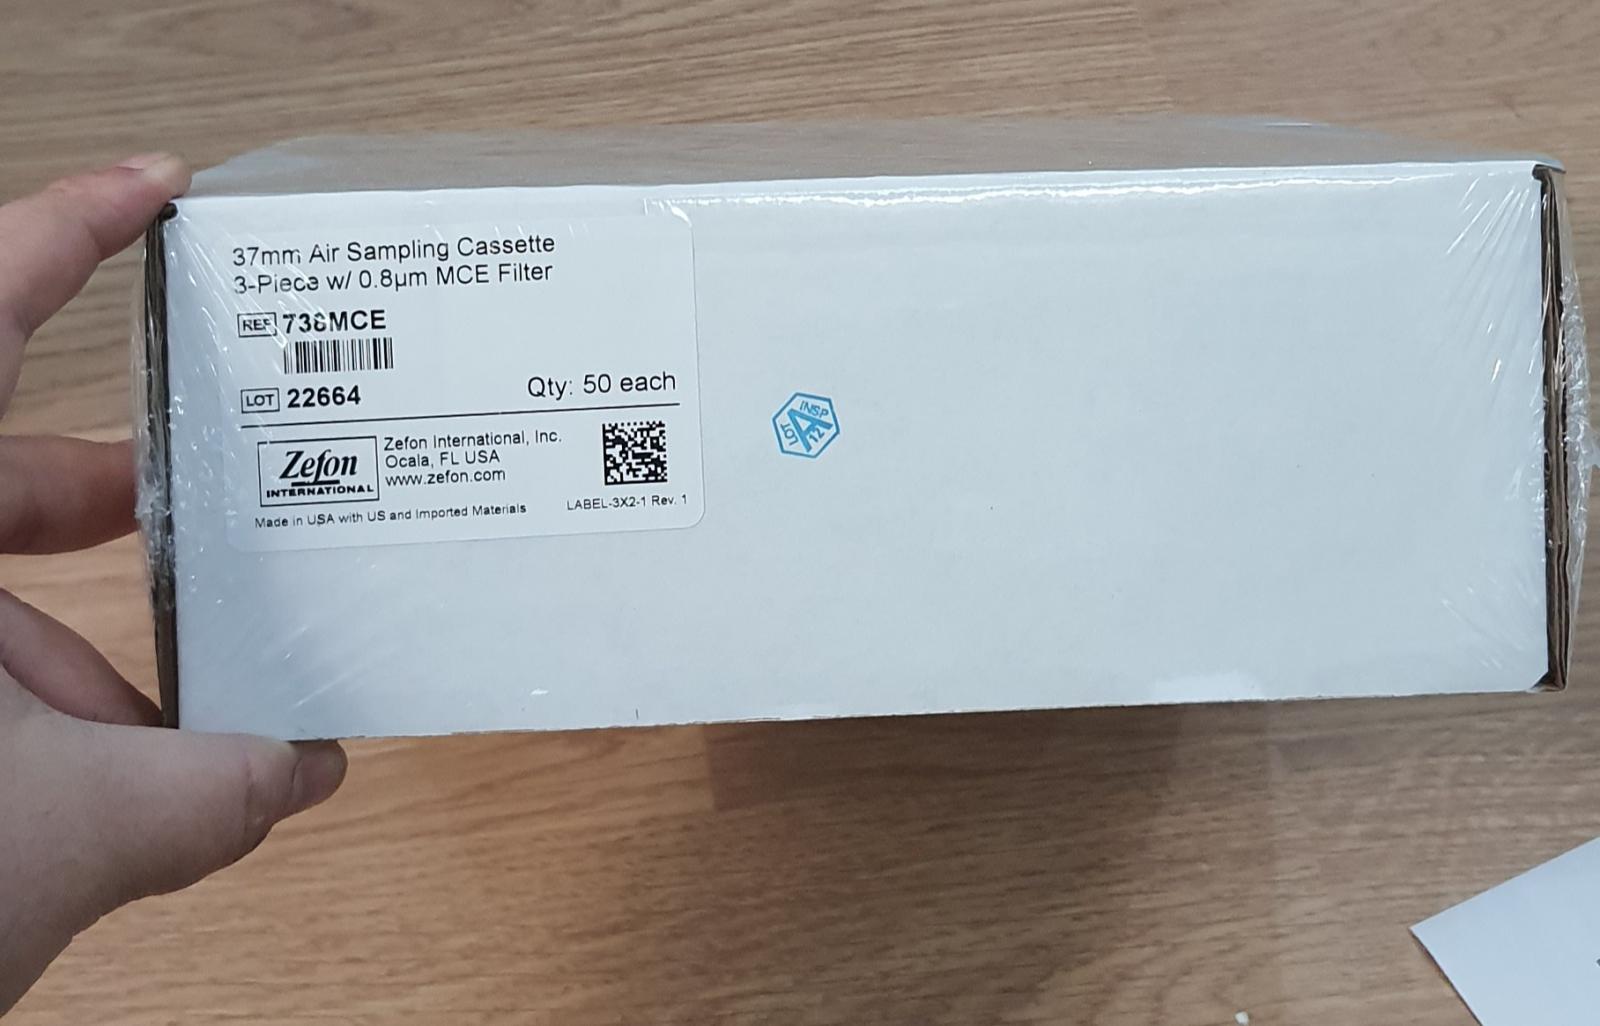 37mm Air Sampling Cassette
3-Piece w/ 0.8µm MCE Filter
REF 738MCE
LOT 22664
Qty: 50 each
Zefon
INTERNATIONAL
Zefon International, Inc.
Ocala, FL USA
www.zefon.com
Made in USA with US and Imported Materials
LABEL-3X2-1 Rev. 1
INSP
LOT
A
12